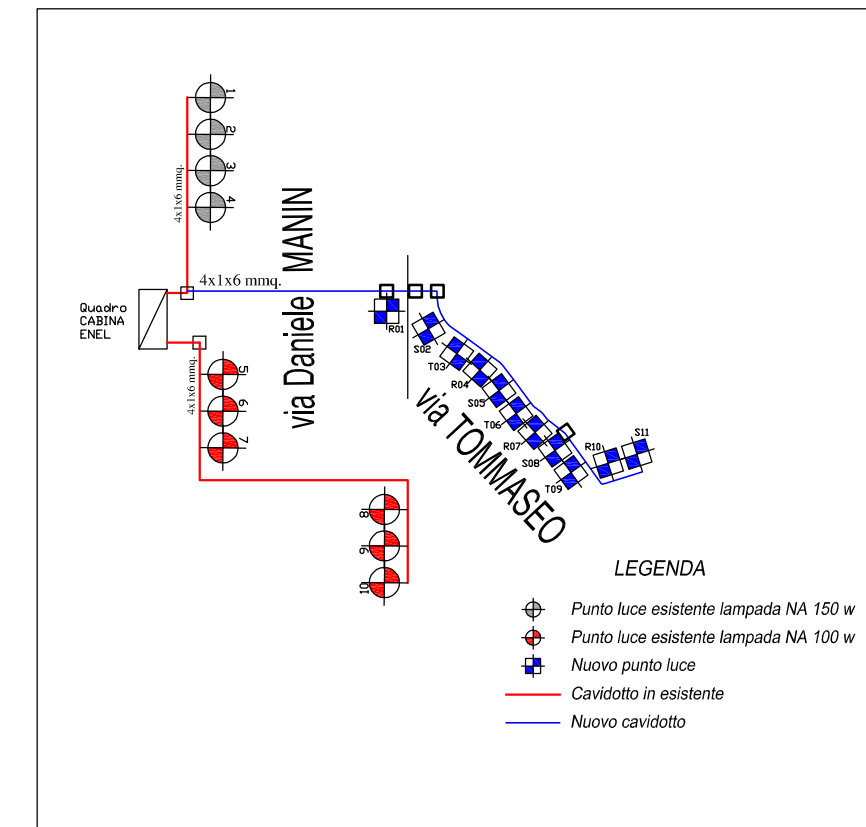 1
2
3
4
4x1x6 mmq.
4x1x6 mmq.
via Daniele MANIN
Quadro
CABINA
ENEL
R01
S02
T03
R04
S05
T06
R07
S08
T09
R10
S11
via TOMMASEO
4x1x6 mmq.
5
6
7
8
9
10
LEGENDA
Punto luce esistente lampada NA 150 w
Punto luce esistente lampada NA 100 w
Nuovo punto luce
Cavidotto in esistente
Nuovo cavidotto